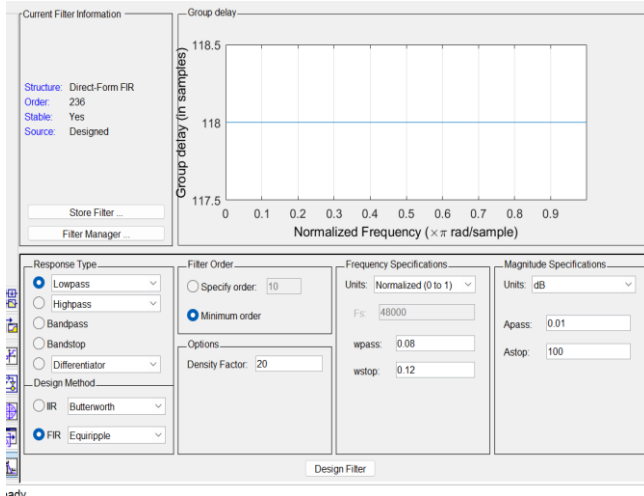 Current Filter Information
Structure: Direct-Form FIR
Order: 236
Stable: Yes
Source: Designed
Store Filter ...
Filter Manager ...
Group delay
Group delay (in samples)
118.5
118
117.5
0 0.1 0.2 0.3 0.4 0.5 0.6 0.7 0.8 0.9
Normalized Frequency (×π rad/sample)
Response Type
Lowpass
Highpass
Bandpass
Bandstop
Differentiator
Design Method
IIR Butterworth
FIR Equiripple
Filter Order
Specify order: 10
Minimum order
Options
Density Factor: 20
Frequency Specifications
Units: Normalized (0 to 1)
Fs: 48000
wpass: 0.08
wstop: 0.12
Magnitude Specifications
Units: dB
Apass: 0.01
Astop: 100
Design Filter